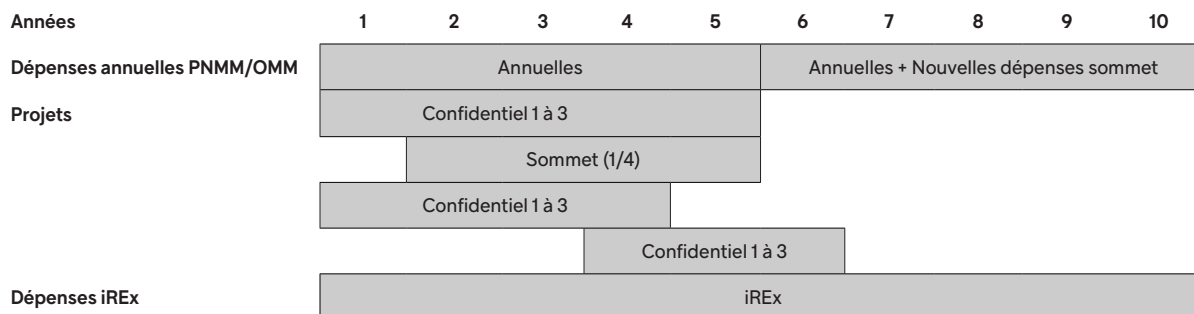 Années 1 2 3 4 5 6 7 8 9 10
Dépenses annuelles PNMM/OMM Annuelles Annuelles + Nouvelles dépenses sommet
Projets Confidentiel 1 à 3
Sommet (1/4)
Confidentiel 1 à 3
Confidentiel 1 à 3
Dépenses iREx iREx